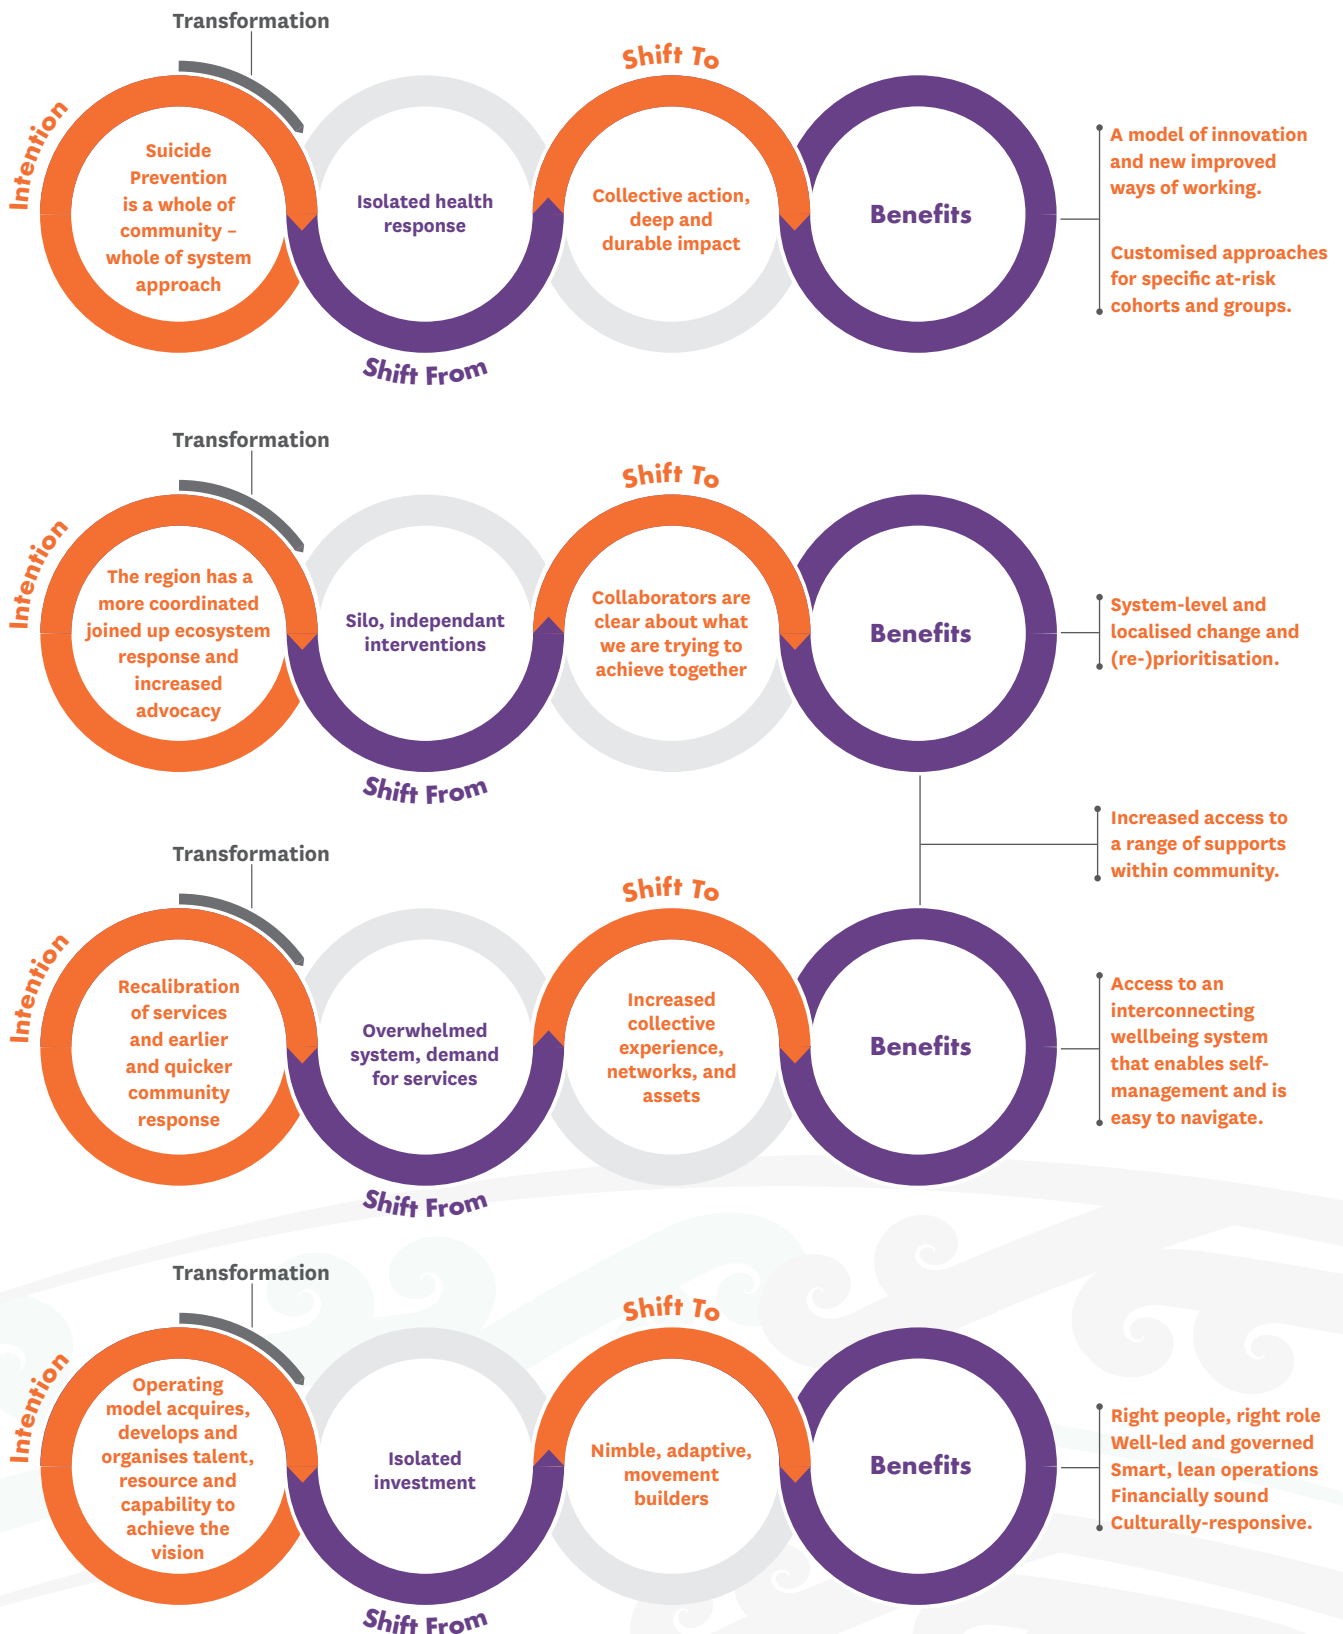 Transformation
Intention
Suicide
Prevention
is a whole of
community –
whole of system
approach
Isolated health
response
Shift From
Shift To
Collective action,
deep and
durable impact
Benefits
A model of innovation
and new improved
ways of working.
Customised approaches
for specific at-risk
cohorts and groups.
Transformation
Intention
The region has a
more coordinated
joined up ecosystem
response and
increased
advocacy
Silo, independant
interventions
Shift From
Shift To
Collaborators are
clear about what
we are trying to
achieve together
Benefits
System-level and
localised change and
(re-)prioritisation.
Increased access to
a range of supports
within community.
Transformation
Intention
Recalibration
of services
and earlier
and quicker
community
response
Overwhelmed
system, demand
for services
Shift From
Shift To
Increased
collective
experience,
networks, and
assets
Benefits
Access to an
interconnecting
wellbeing system
that enables self-
management and is
easy to navigate.
Transformation
Intention
Operating
model acquires,
develops and
organises talent,
resource and
capability to
achieve the
vision
Isolated
investment
Shift From
Shift To
Nimble, adaptive,
movement
builders
Benefits
Right people, right role
Well-led and governed
Smart, lean operations
Financially sound
Culturally-responsive.